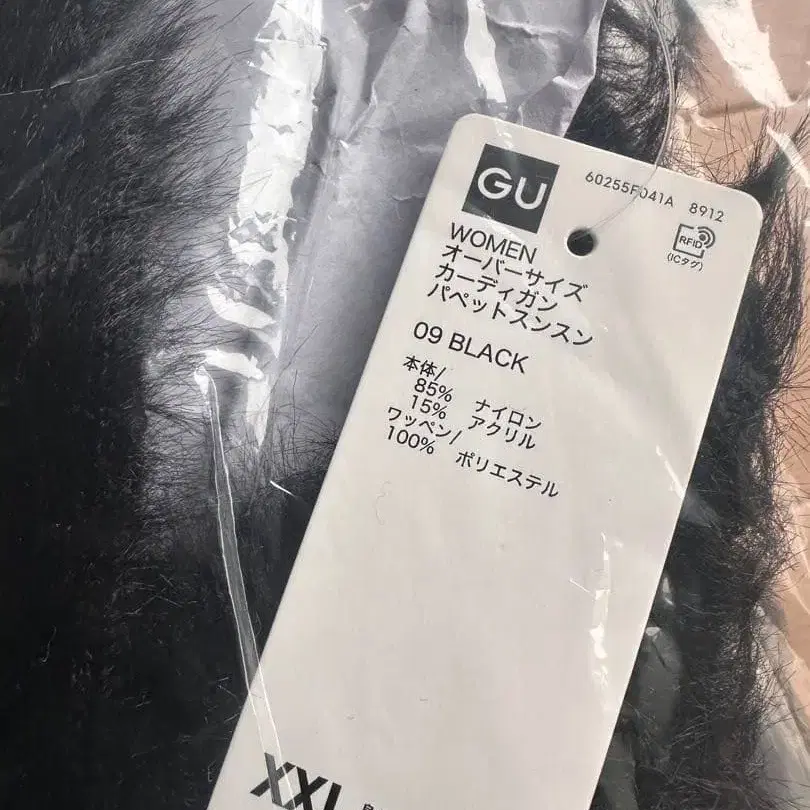 GU
60255F041A 8912
RFID
(ICタグ)
WOMEN
オーバーサイズ
カーディガン
パペットスンスン
09 BLACK
本体/
85% ナイロン
15% アクリル
ワッペン/
100% ポリエステル
XXL